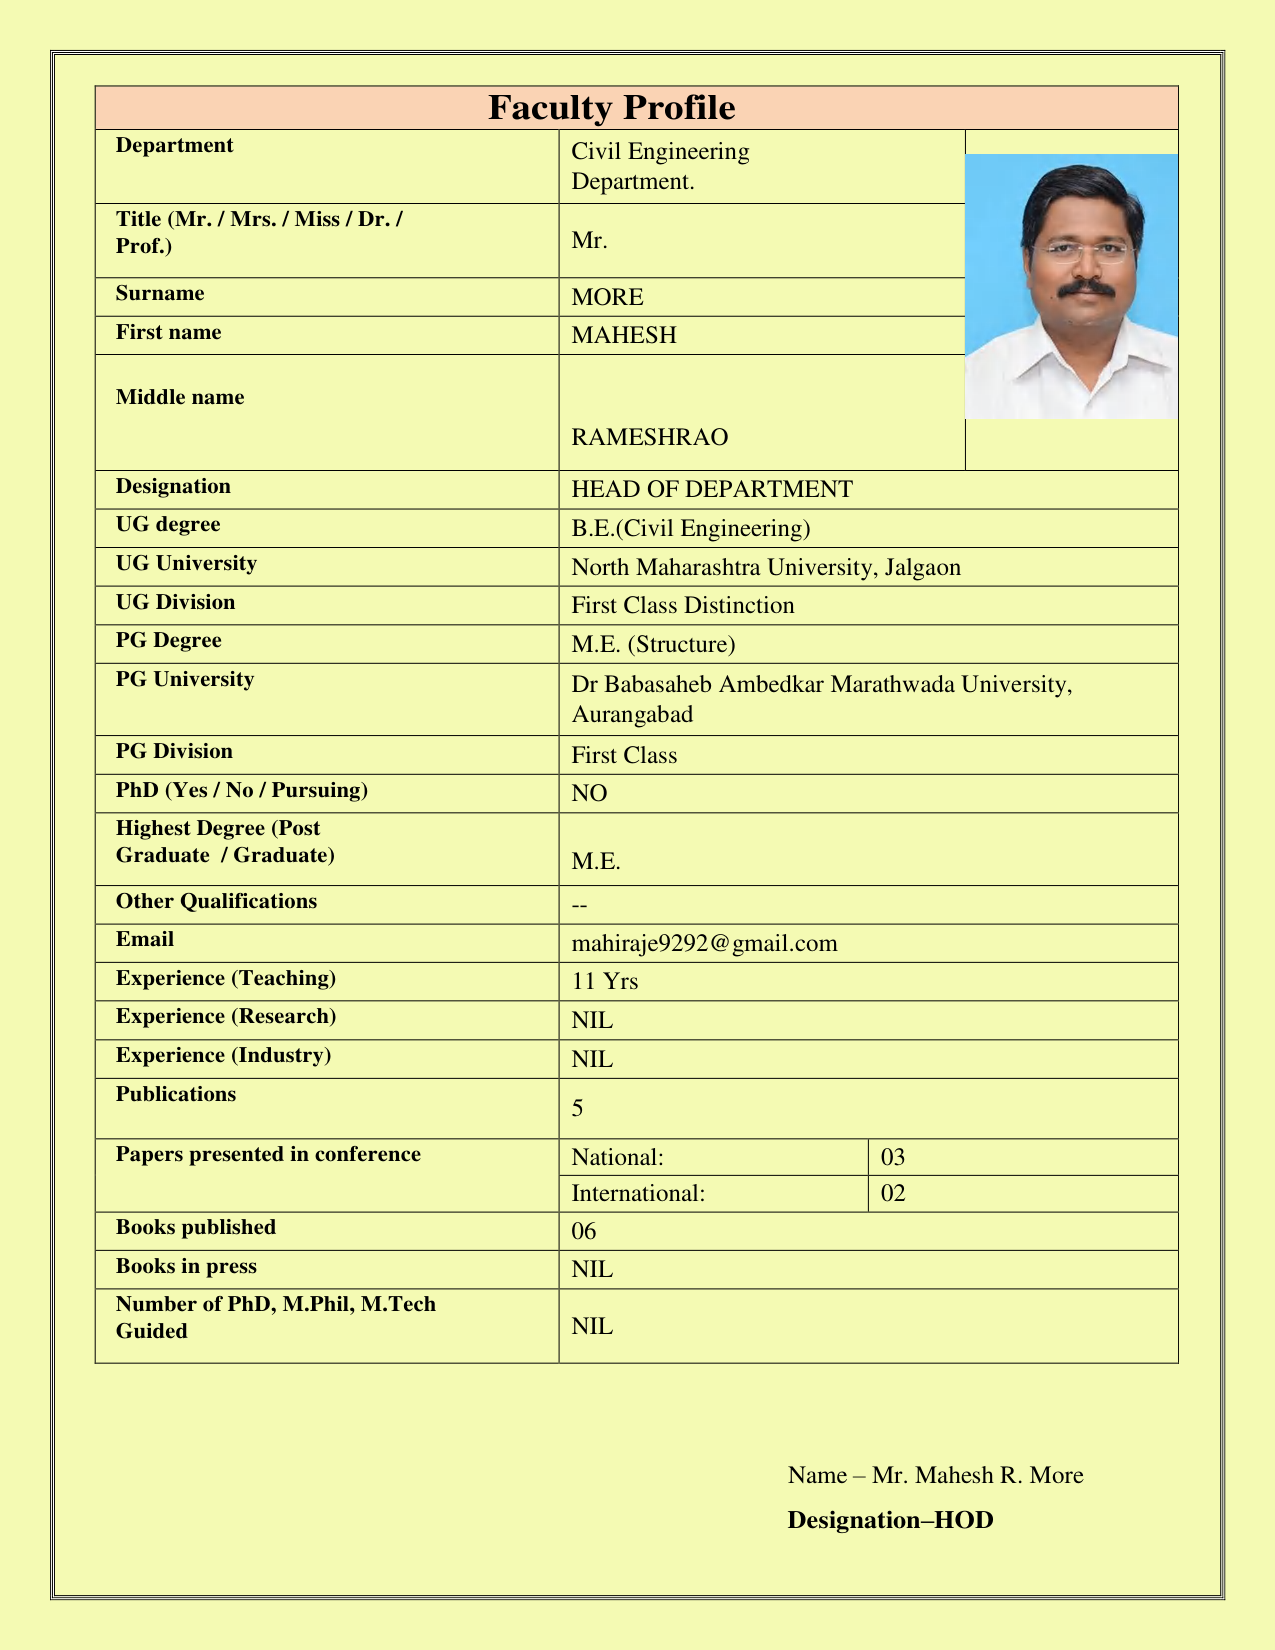 Faculty Profile
Department
Civil Engineering
Department.
Title (Mr. / Mrs. / Miss / Dr. /
Prof.)
Mr.
Surname
MORE
First name
MAHESH
Middle name
RAMESHRAO
Designation
HEAD OF DEPARTMENT
UG degree
B.E.(Civil Engineering)
UG University
North Maharashtra University, Jalgaon
UG Division
First Class Distinction
PG Degree
M.E. (Structure)
PG University
Dr Babasaheb Ambedkar Marathwada University,
Aurangabad
PG Division
First Class
PhD (Yes / No / Pursuing)
NO
Highest Degree (Post
Graduate / Graduate)
M.E.
Other Qualifications
--
Email
mahiraje9292@gmail.com
Experience (Teaching)
11 Yrs
Experience (Research)
NIL
Experience (Industry)
NIL
Publications
5
Papers presented in conference
National:
03
International:
02
Books published
06
Books in press
NIL
Number of PhD, M.Phil, M.Tech
Guided
NIL
Name – Mr. Mahesh R. More
Designation–HOD